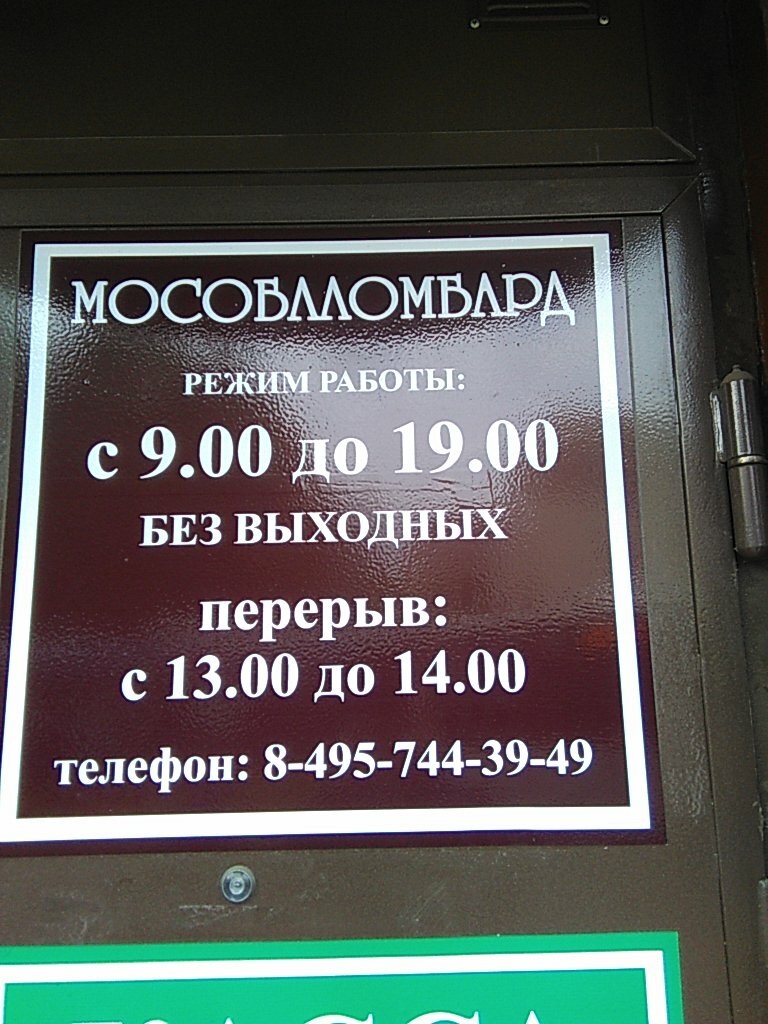 МОСОБЛЛОМБАРД
РЕЖИМ РАБОТЫ:
с 9.00 до 19.00
БЕЗ ВЫХОДНЫХ
перерыв:
с 13.00 до 14.00
телефон: 8-495-744-39-49